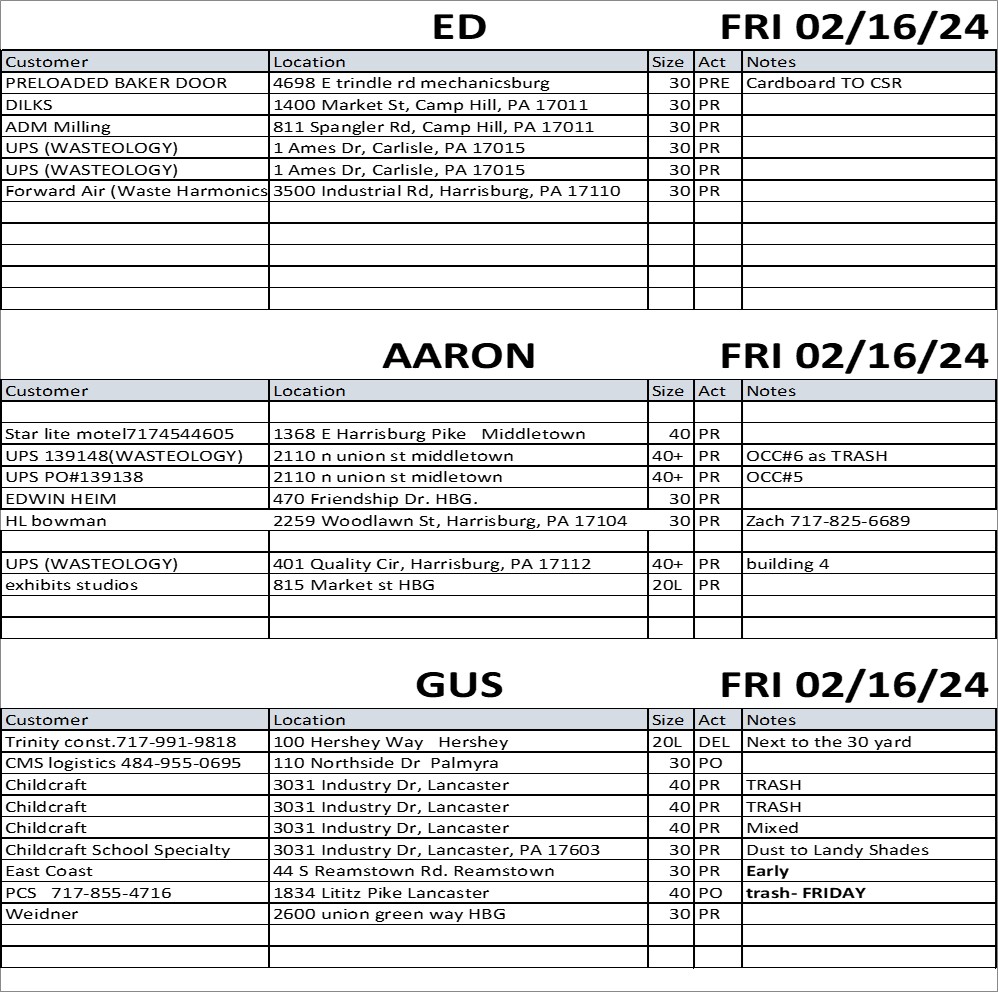 ED FRI 02/16/24
Customer Location Size Act Notes
PRELOADED BAKER DOOR 4698 E trindle rd mechanicsburg 30 PRE Cardboard TO CSR
DILKS 1400 Market St, Camp Hill, PA 17011 30 PR
ADM Milling 811 Spangler Rd, Camp Hill, PA 17011 30 PR
UPS (WASTEOLOGY) 1 Ames Dr, Carlisle, PA 17015 30 PR
UPS (WASTEOLOGY) 1 Ames Dr, Carlisle, PA 17015 30 PR
Forward Air (Waste Harmonics 3500 Industrial Rd, Harrisburg, PA 17110 30 PR
AARON FRI 02/16/24
Customer Location Size Act Notes
Star lite motel7174544605 1368 E Harrisburg Pike Middletown 40 PR
UPS 139148(WASTEOLOGY) 2110 n union st middletown 40+ PR OCC#6 as TRASH
UPS PO#139138 2110 n union st midletown 40+ PR OCC#5
EDWIN HEIM 470 Friendship Dr. HBG. 30 PR
HL bowman 2259 Woodlawn St, Harrisburg, PA 17104 30 PR Zach 717-825-6689
UPS (WASTEOLOGY) 401 Quality Cir, Harrisburg, PA 17112 40+ PR building 4
exhibits studios 815 Market st HBG 20L PR
GUS FRI 02/16/24
Customer Location Size Act Notes
Trinity const.717-991-9818 100 Hershey Way Hershey 20L DEL Next to the 30 yard
CMS logistics 484-955-0695 110 Northside Dr Palmyra 30 PO
Childcraft 3031 Industry Dr, Lancaster 40 PR TRASH
Childcraft 3031 Industry Dr, Lancaster 40 PR TRASH
Childcraft 3031 Industry Dr, Lancaster 40 PR Mixed
Childcraft School Specialty 3031 Industry Dr, Lancaster, PA 17603 30 PR Dust to Landy Shades
East Coast 44 S Reamstown Rd. Reamstown 30 PR Early
PCS 717-855-4716 1834 Lititz Pike Lancaster 40 PO trash- FRIDAY
Weidner 2600 union green way HBG 30 PR